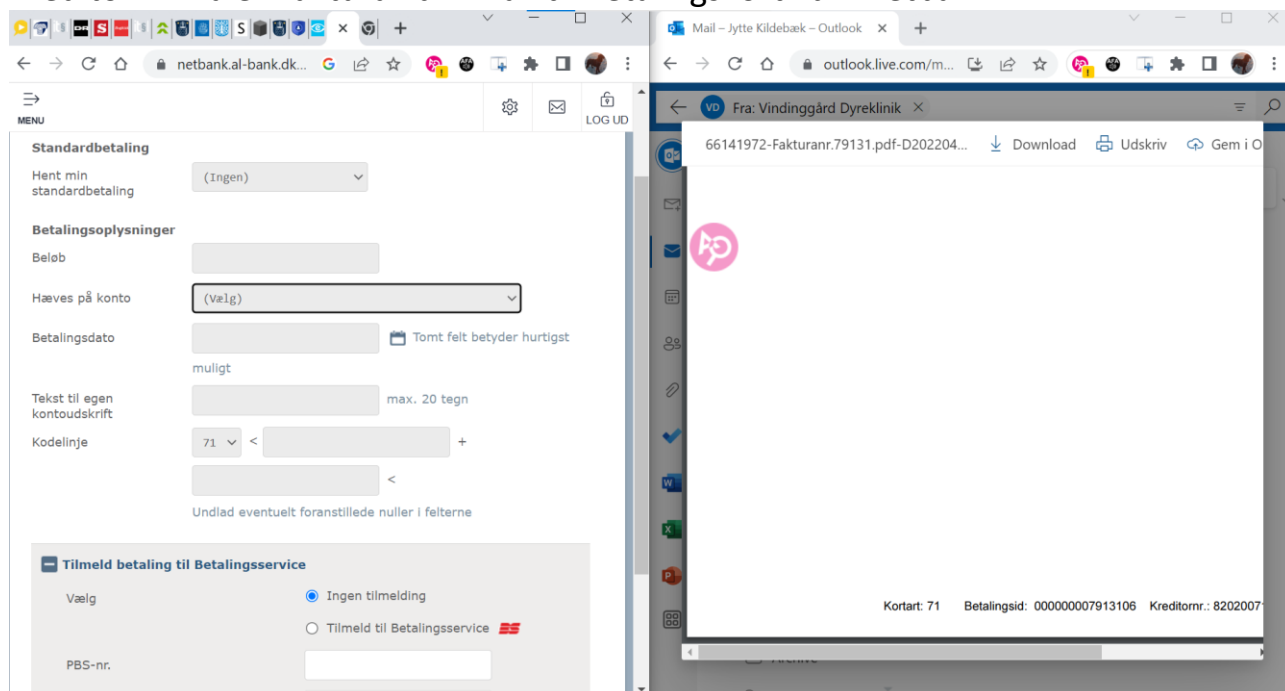 S
Mail – Jytte Kildebæk – Outlook
netbank.al-bank.dk...
outlook.live.com/m...
MENU
LOG UD
VD Fra: Vindinggård Dyreklinik
66141972-Fakturanr.79131.pdf-D202204... Download Udskriv Gem i O
Standardbetaling
Hent min
standardbetaling
(Ingen)
Betalingsoplysninger
Beløb
Hæves på konto (Vælg)
Betalingsdato Tomt felt betyder hurtigst
muligt
Tekst til egen
kontoudskrift
max. 20 tegn
Kodelinje 71 < +
<
Undlad eventuelt foranstillede nuller i felterne
Tilmeld betaling til Betalingsservice
Vælg Ingen tilmelding
Tilmeld til Betalingsservice BS
PBS-nr.
Kortart: 71 Betalingsid: 000000007913106 Kreditornr.: 8202007
Archive